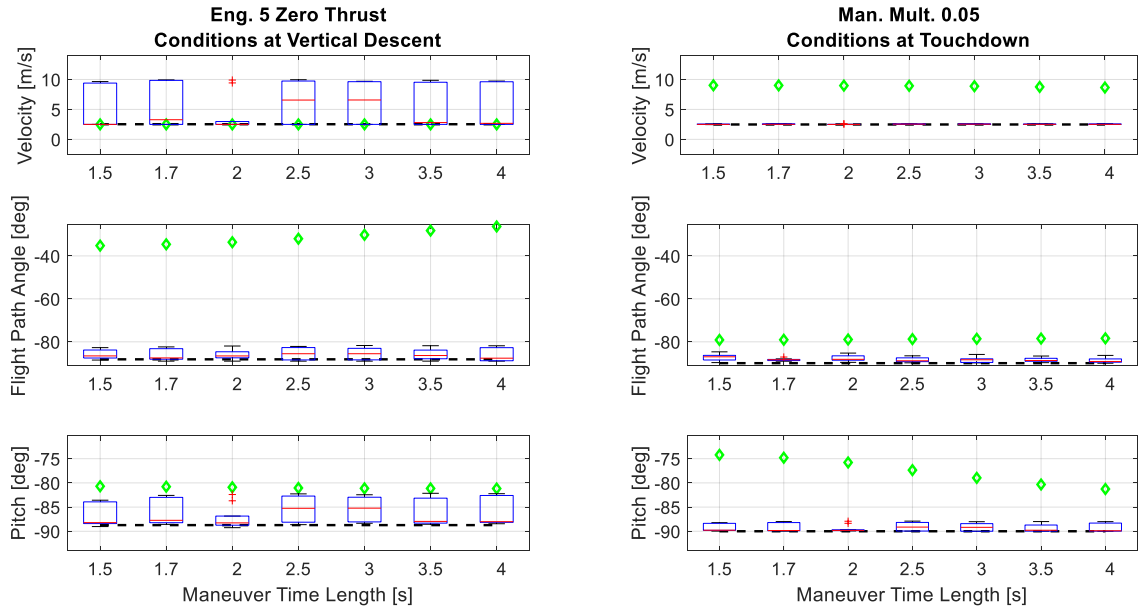 Eng. 5 Zero Thrust
Conditions at Vertical Descent
Velocity [m/s]
10
5
0
1.5 1.7 2 2.5 3 3.5 4
Flight Path Angle [deg]
-40
-60
-80
1.5 1.7 2 2.5 3 3.5 4
Pitch [deg]
-75
-80
-85
-90
1.5 1.7 2 2.5 3 3.5 4
Maneuver Time Length [s]
Man. Mult. 0.05
Conditions at Touchdown
Velocity [m/s]
10
5
0
1.5 1.7 2 2.5 3 3.5 4
Flight Path Angle [deg]
-40
-60
-80
1.5 1.7 2 2.5 3 3.5 4
Pitch [deg]
-75
-80
-85
-90
1.5 1.7 2 2.5 3 3.5 4
Maneuver Time Length [s]